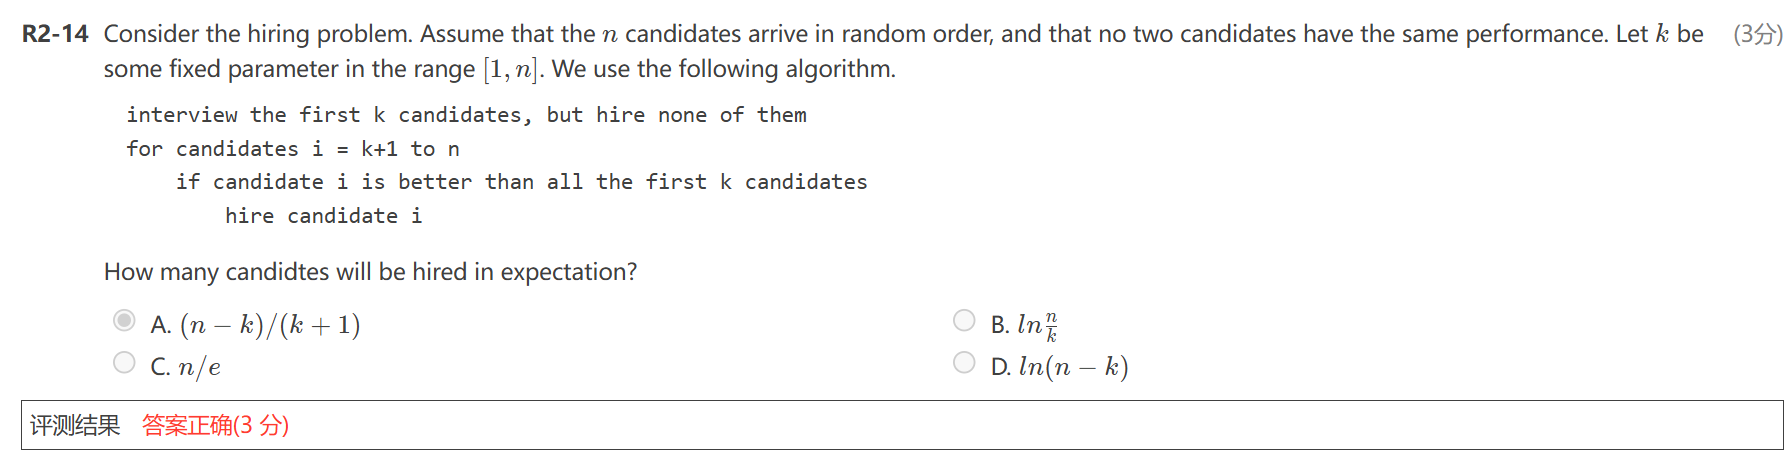 R2-14 Consider the hiring problem. Assume that the n candidates arrive in random order, and that no two candidates have the same performance. Let k be (3分)
some fixed parameter in the range [1, n]. We use the following algorithm.
interview the first k candidates, but hire none of them
for candidates i = k+1 to n
if candidate i is better than all the first k candidates
hire candidate i
How many candidtes will be hired in expectation?
A. (n − k)/(k + 1)
B. ln n/k
C. n/e
D. ln(n − k)
评测结果 答案正确(3 分)